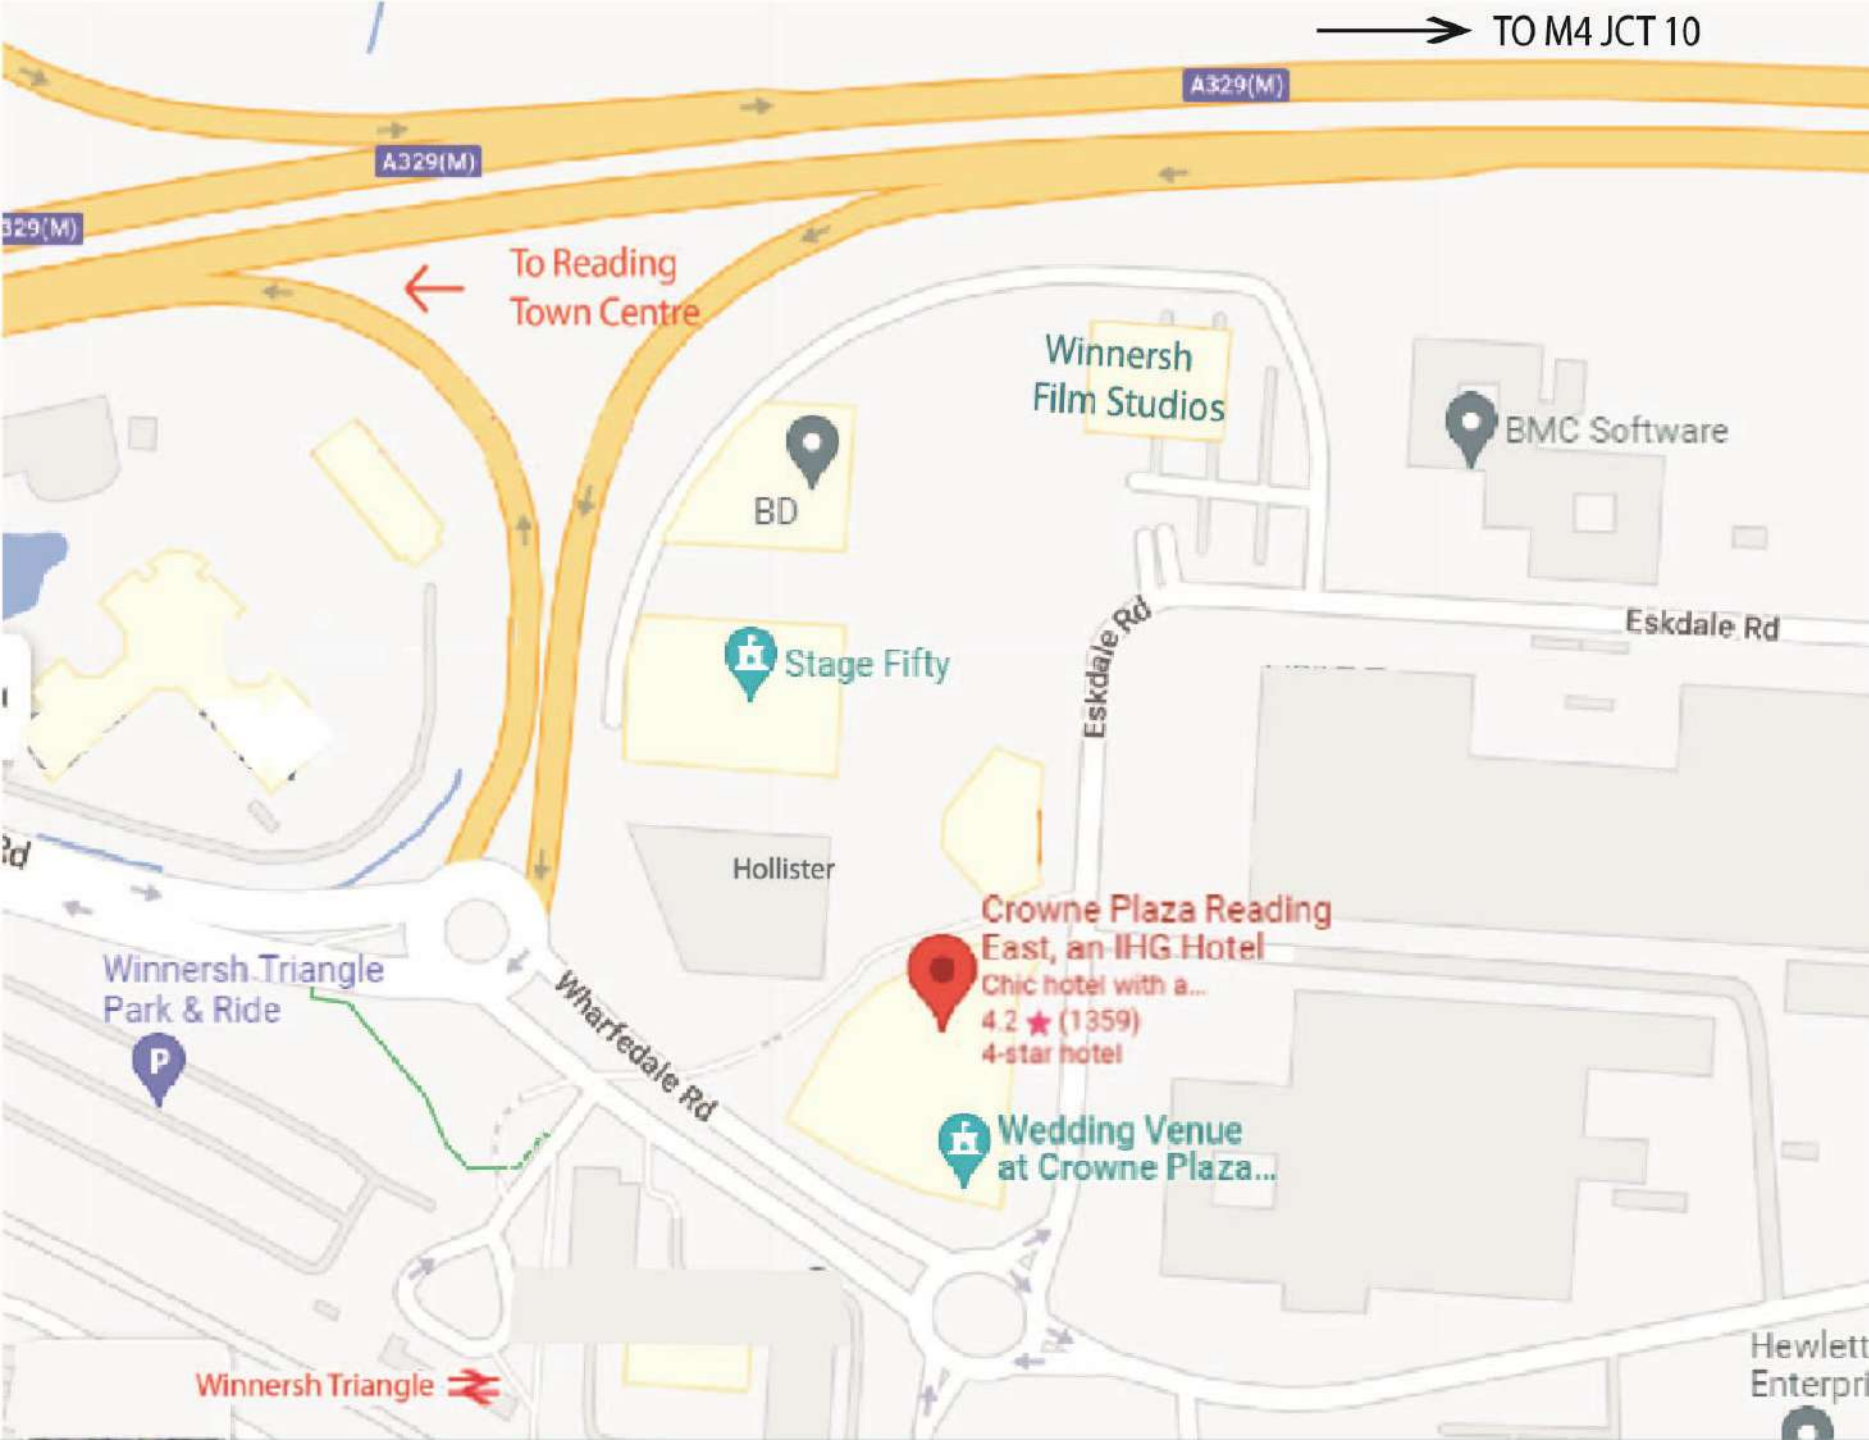 TO M4 JCT 10
A329(M)
A329(M)
329(M)
To Reading
Town Centre
Winnersh
Film Studios
BMC Software
BD
Eskdale Rd
Eskdale Rd
Stage Fifty
Rd
Hollister
Crowne Plaza Reading
East, an IHG Hotel
Chic hotel with a...
4.2 ★ (1359)
4-star hotel
Winnersh Triangle
Park & Ride
P
Wharfedale Rd
Wedding Venue
at Crowne Plaza...
Winnersh Triangle
Hewlett
Enterpri